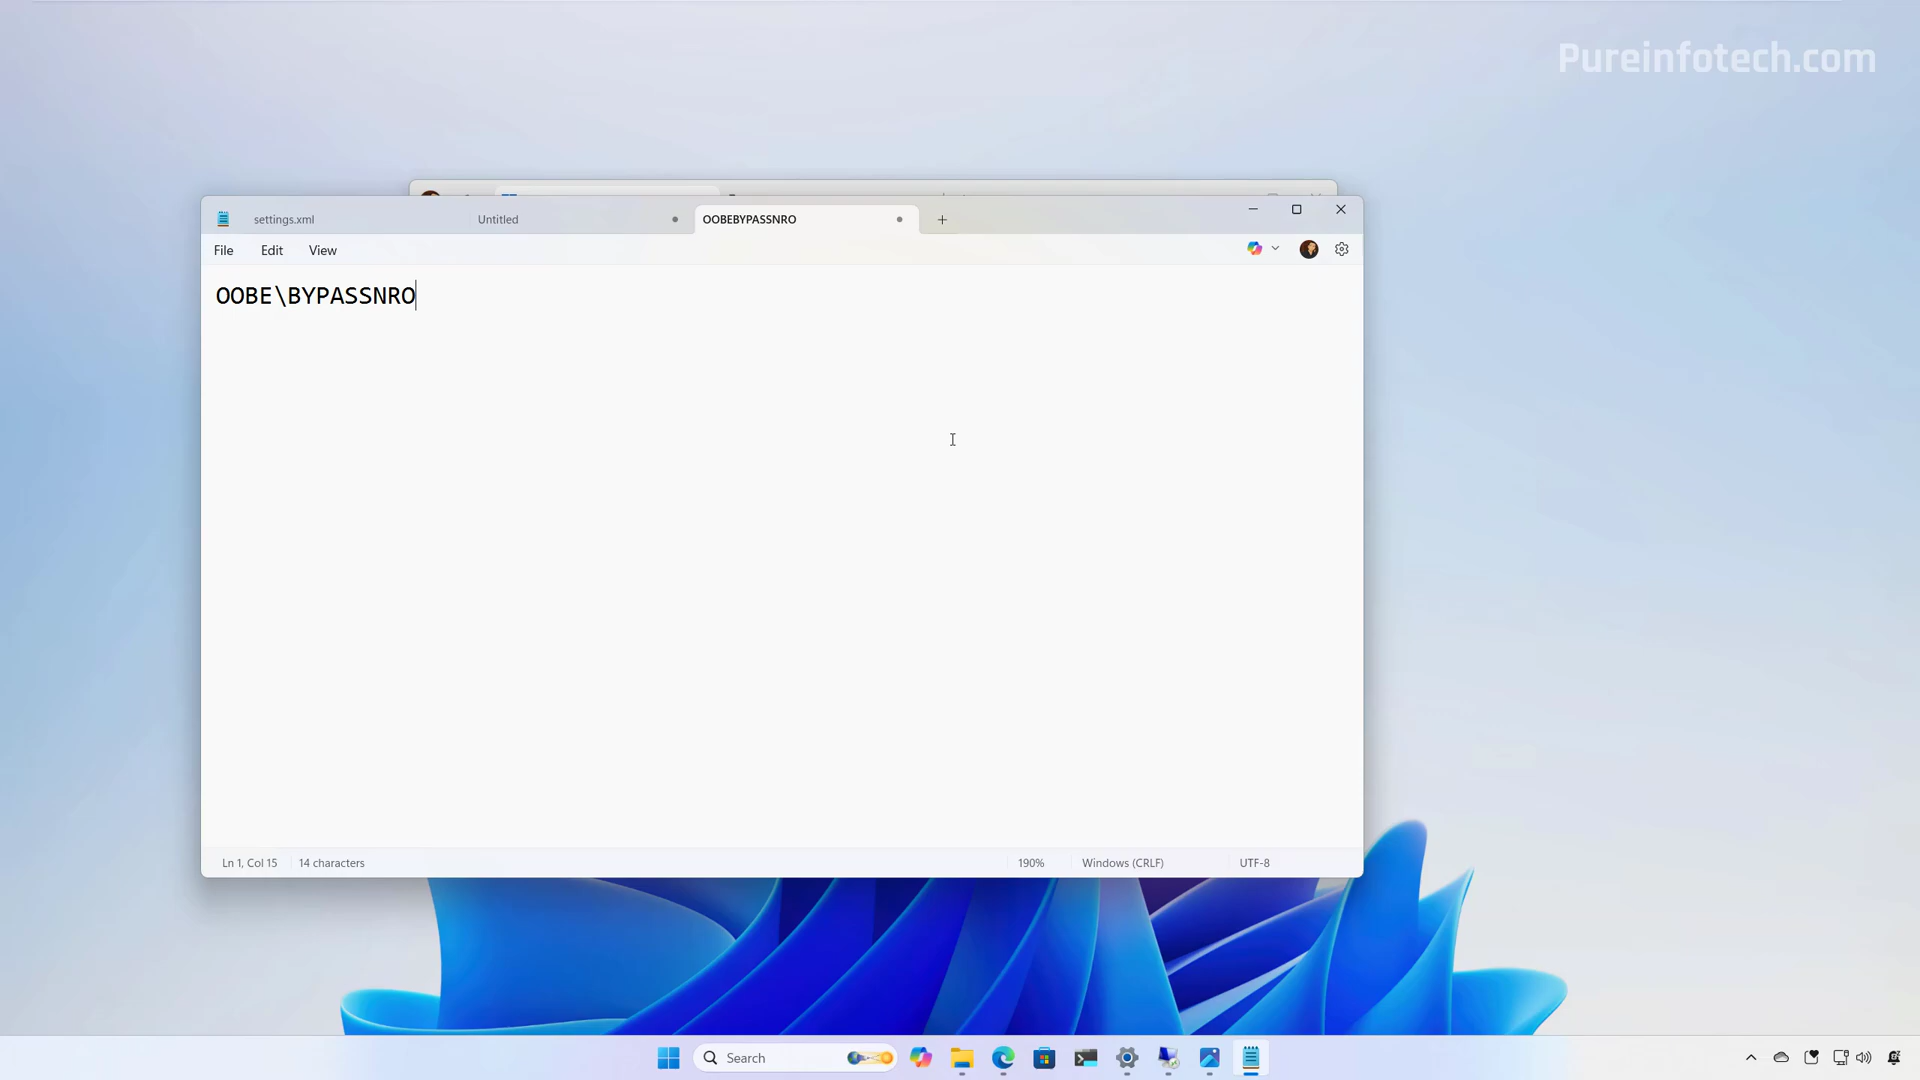 Pureinfotech.com
settings.xml Untitled OOBEBYPASSNRO
File Edit View
OOBE\BYPASSNRO
Ln 1, Col 15 14 characters 190% Windows (CRLF) UTF-8
Search